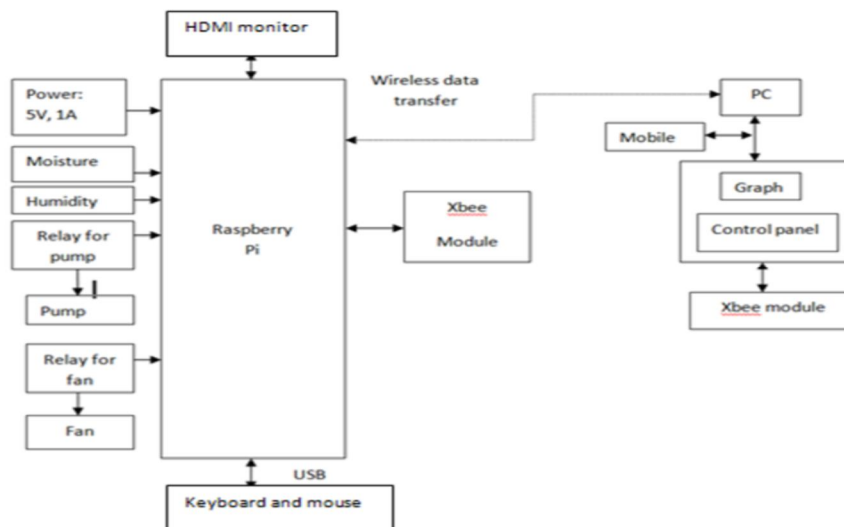 HDMI monitor
Power:
5V, 1A
Wireless data
transfer
PC
Mobile
Moisture
Humidity
Graph
Relay for
pump
Raspberry
Pi
Xbee
Module
Control panel
Pump
Xbee module
Relay for
fan
Fan
USB
Keyboard and mouse